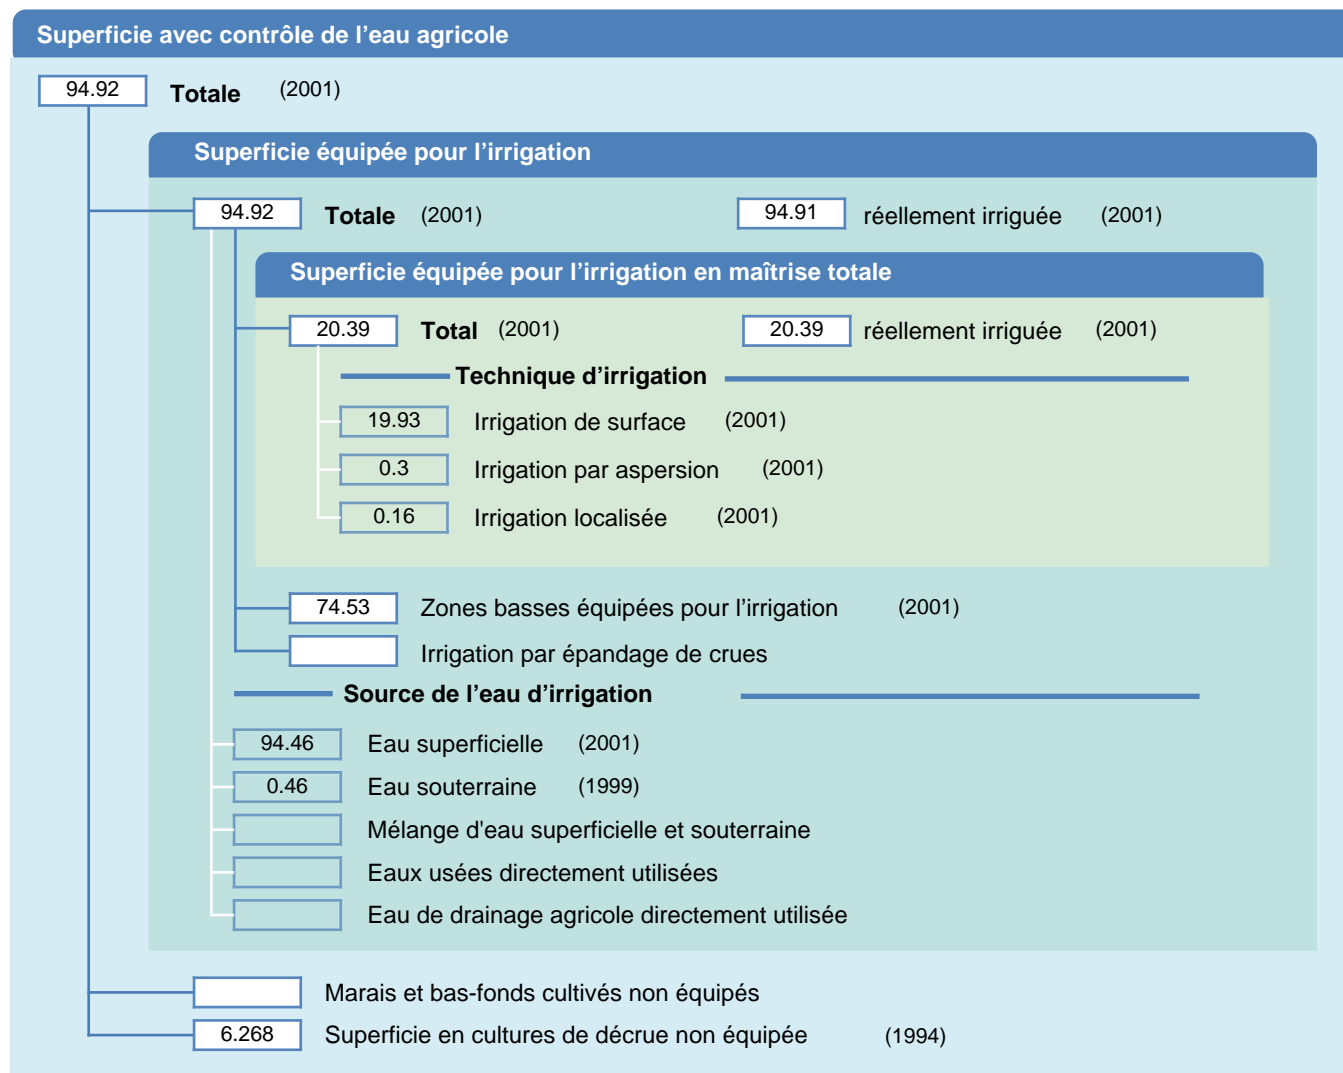 Superficie avec contrôle de l'eau agricole
94.92 Totale (2001)
Superficie équipée pour l'irrigation
94.92 Totale (2001) 94.91 réellement irriguée (2001)
Superficie équipée pour l'irrigation en maîtrise totale
20.39 Total (2001) 20.39 réellement irriguée (2001)
Technique d'irrigation
19.93 Irrigation de surface (2001)
0.3 Irrigation par aspersion (2001)
0.16 Irrigation localisée (2001)
74.53 Zones basses équipées pour l'irrigation (2001)
Irrigation par épandage de crues
Source de l'eau d'irrigation
94.46 Eau superficielle (2001)
0.46 Eau souterraine (1999)
Mélange d'eau superficielle et souterraine
Eaux usées directement utilisées
Eau de drainage agricole directement utilisée
Marais et bas-fonds cultivés non équipés
6.268 Superficie en cultures de décrue non équipée (1994)